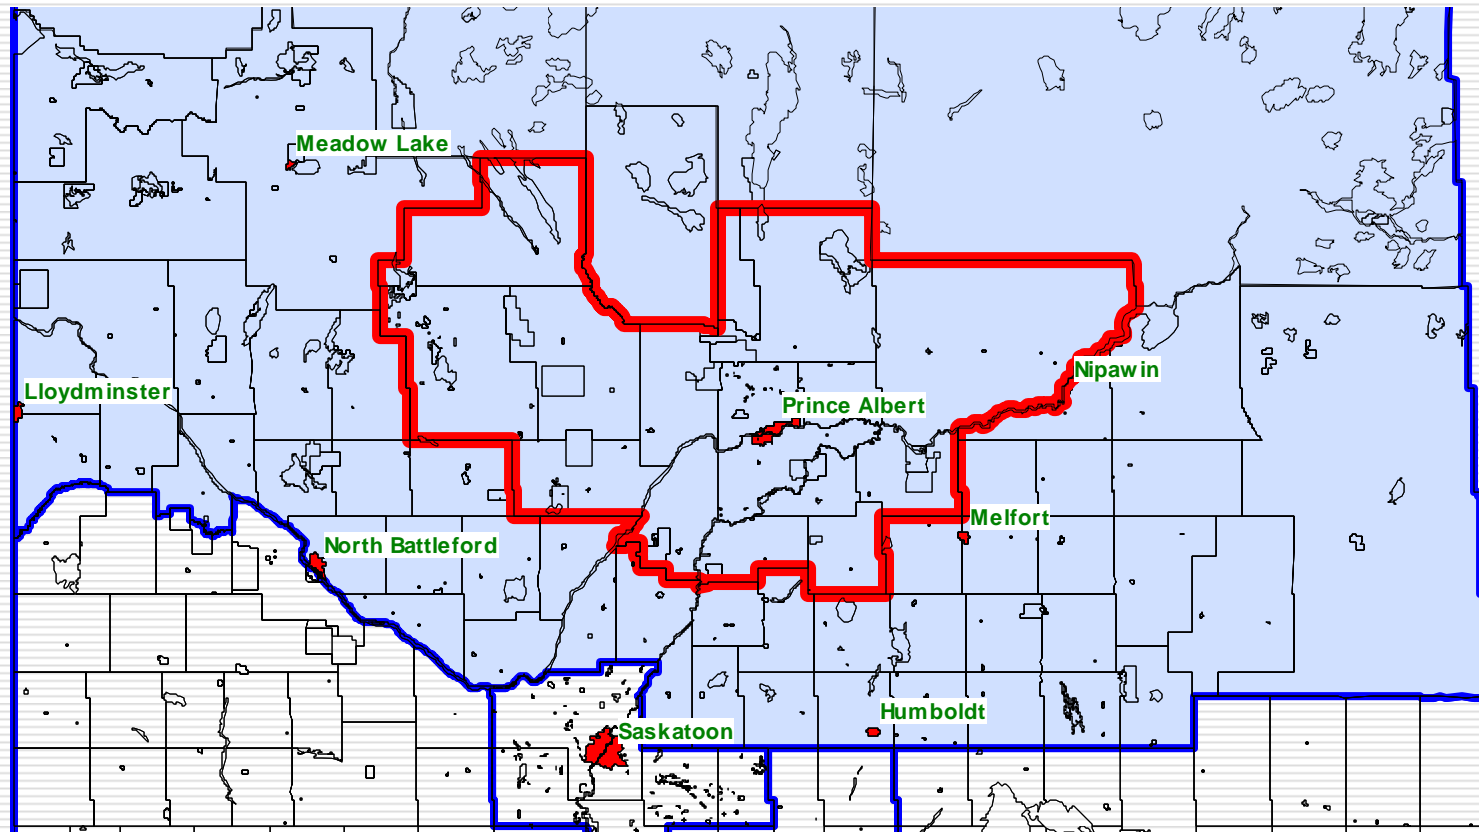 Meadow Lake
Nipawin
Lloydminster
Prince Albert
Melfort
North Battleford
Humboldt
Saskatoon